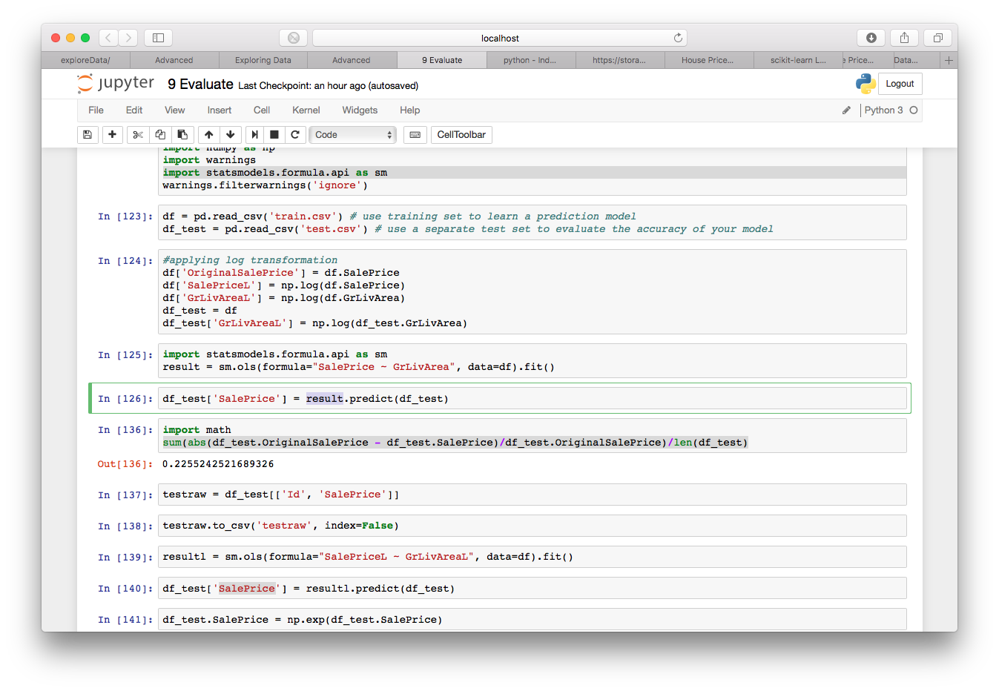 localhost
exploreData/ Advanced Exploring Data Advanced 9 Evaluate python - Ind... https://stora... House Price... scikit-learn L... e Price... Data...
jupyter 9 Evaluate Last Checkpoint: an hour ago (autosaved) Logout
File Edit View Insert Cell Kernel Widgets Help Python 3
Code CellToolbar
import numpy as np
import warnings
import statsmodels.formula.api as sm
warnings.filterwarnings('ignore')
In [123]: df = pd.read_csv('train.csv') # use training set to learn a prediction model
df_test = pd.read_csv('test.csv') # use a separate test set to evaluate the accuracy of your model
In [124]: #applying log transformation
df['OriginalSalePrice'] = df.SalePrice
df['SalePriceL'] = np.log(df.SalePrice)
df['GrLivAreaL'] = np.log(df.GrLivArea)
df_test = df
df_test['GrLivAreaL'] = np.log(df_test.GrLivArea)
In [125]: import statsmodels.formula.api as sm
result = sm.ols(formula="SalePrice ~ GrLivArea", data=df).fit()
In [126]: df_test['SalePrice'] = result.predict(df_test)
In [136]: import math
sum(abs(df_test.OriginalSalePrice - df_test.SalePrice)/df_test.OriginalSalePrice)/len(df_test)
Out[136]: 0.2255242521689326
In [137]: testraw = df_test[['Id', 'SalePrice']]
In [138]: testraw.to_csv('testraw', index=False)
In [139]: resultl = sm.ols(formula="SalePriceL ~ GrLivAreaL", data=df).fit()
In [140]: df_test['SalePrice'] = resultl.predict(df_test)
In [141]: df_test.SalePrice = np.exp(df_test.SalePrice)